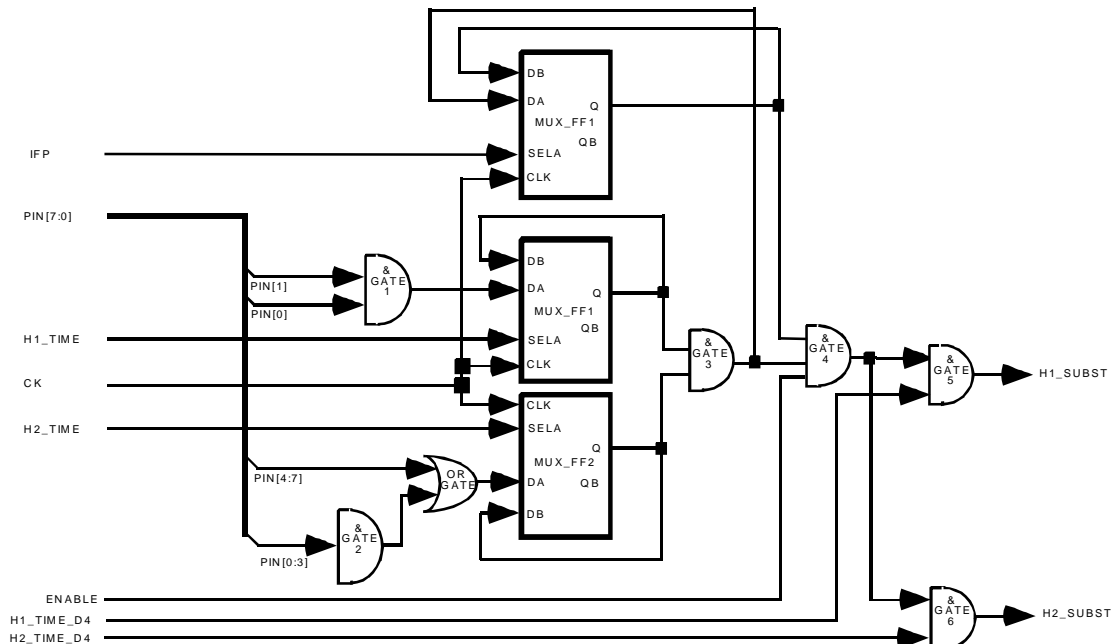 DB
DA
Q
MUX_FF1
QB
IFP
SELA
CLK
PIN[7:0]
DB
&
GATE
1
PIN[1]
PIN[0]
DA
Q
MUX_FF1
QB
H1_TIME
SELA
CLK
&
GATE
3
&
GATE
4
&
GATE
5
H1_SUBST
CK
CLK
H2_TIME
SELA
Q
MUX_FF2
PIN[4:7]
OR
GATE
DA
QB
DB
&
GATE
2
PIN[0:3]
ENABLE
H1_TIME_D4
H2_TIME_D4
&
GATE
6
H2_SUBST